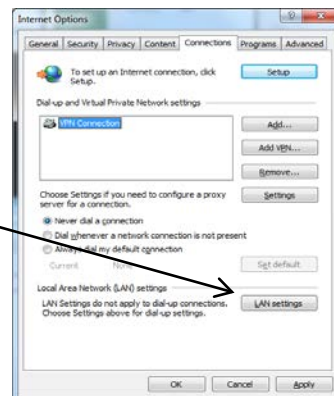 Internet Options
General Security Privacy Content Connections Programs Advanced
To set up an Internet connection, click
Setup.
Setup
Dial-up and Virtual Private Network settings
VPN Connection
Add...
Add VPN...
Remove...
Choose Settings if you need to configure a proxy
server for a connection.
Settings
Never dial a connection
Dial whenever a network connection is not present
Always dial my default connection
Current None
Set default
Local Area Network (LAN) settings
LAN Settings do not apply to dial-up connections.
Choose Settings above for dial-up settings.
LAN settings
OK Cancel Apply